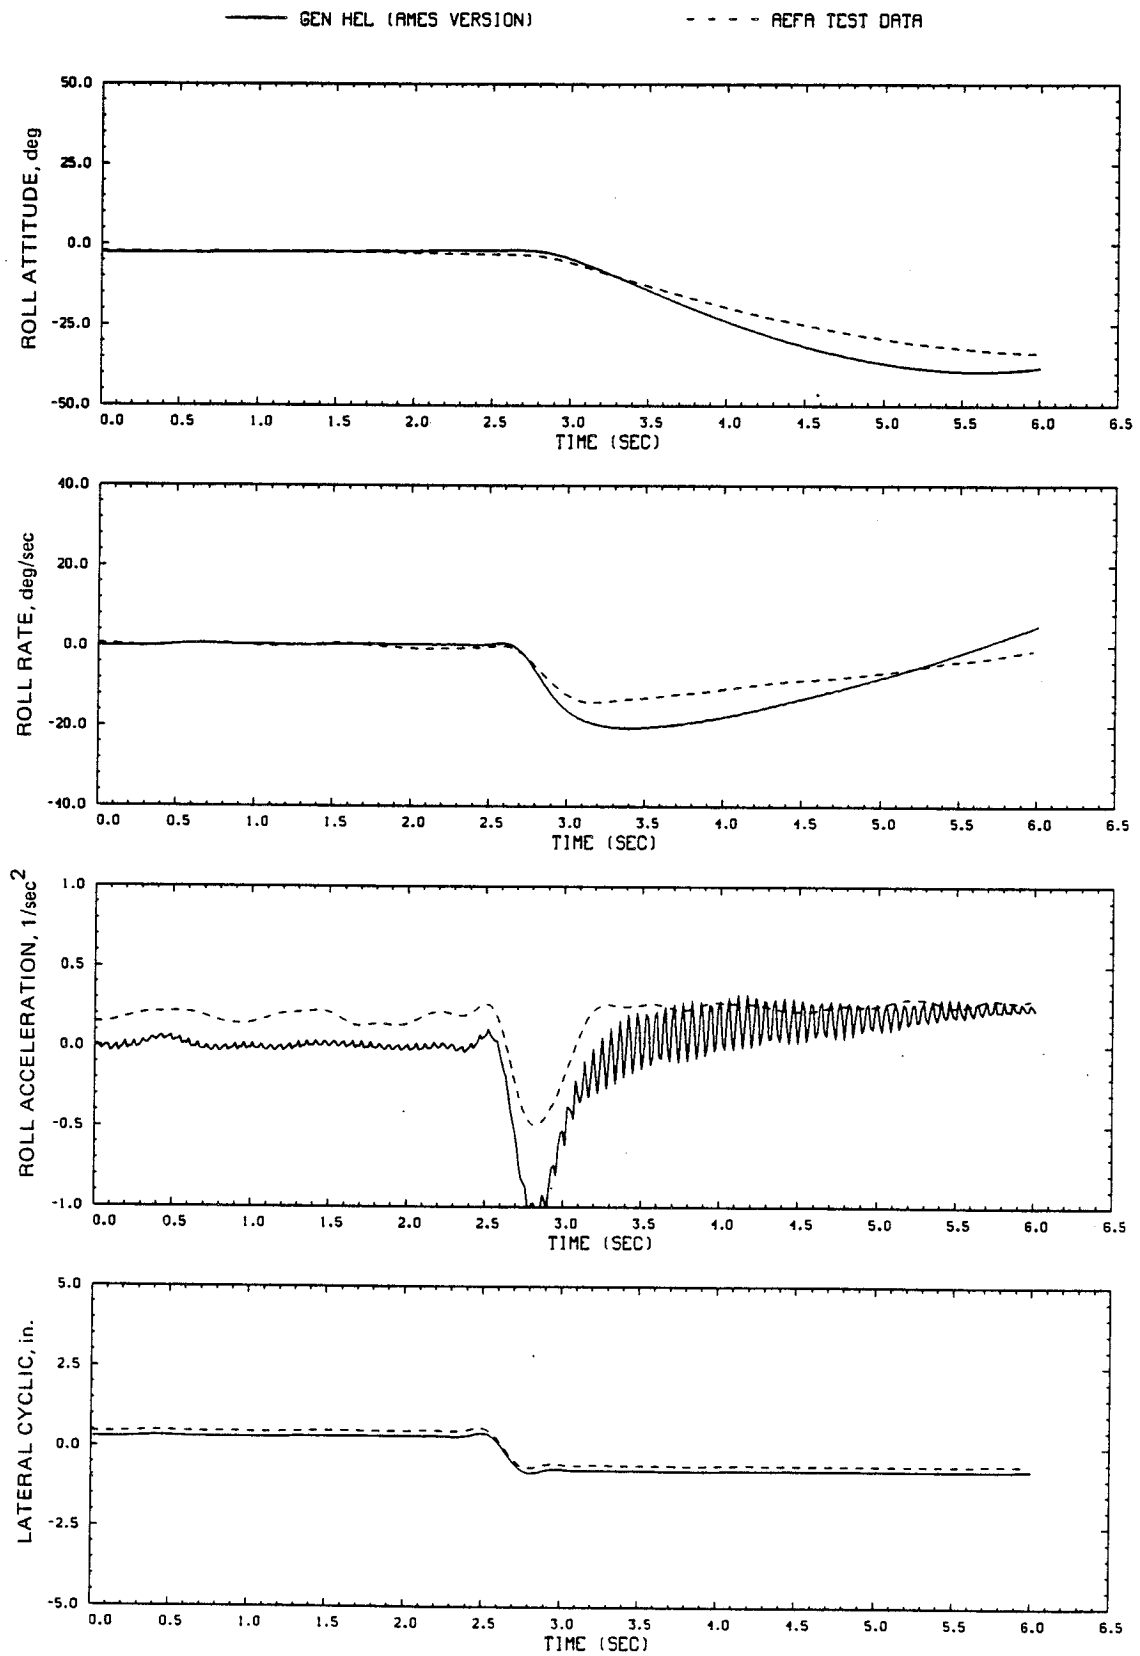 GEN HEL (AMES VERSION) AEFA TEST DATA
ROLL ATTITUDE, deg
50.0
25.0
0.0
-25.0
-50.0
0.0 0.5 1.0 1.5 2.0 2.5 3.0 3.5 4.0 4.5 5.0 5.5 6.0 6.5
TIME (SEC)
ROLL RATE, deg/sec
40.0
20.0
0.0
-20.0
-40.0
0.0 0.5 1.0 1.5 2.0 2.5 3.0 3.5 4.0 4.5 5.0 5.5 6.0 6.5
TIME (SEC)
ROLL ACCELERATION, 1/sec²
1.0
0.5
0.0
-0.5
-1.0
0.0 0.5 1.0 1.5 2.0 2.5 3.0 3.5 4.0 4.5 5.0 5.5 6.0 6.5
TIME (SEC)
LATERAL CYCLIC, in.
5.0
2.5
0.0
-2.5
-5.0
0.0 0.5 1.0 1.5 2.0 2.5 3.0 3.5 4.0 4.5 5.0 5.5 6.0 6.5
TIME (SEC)